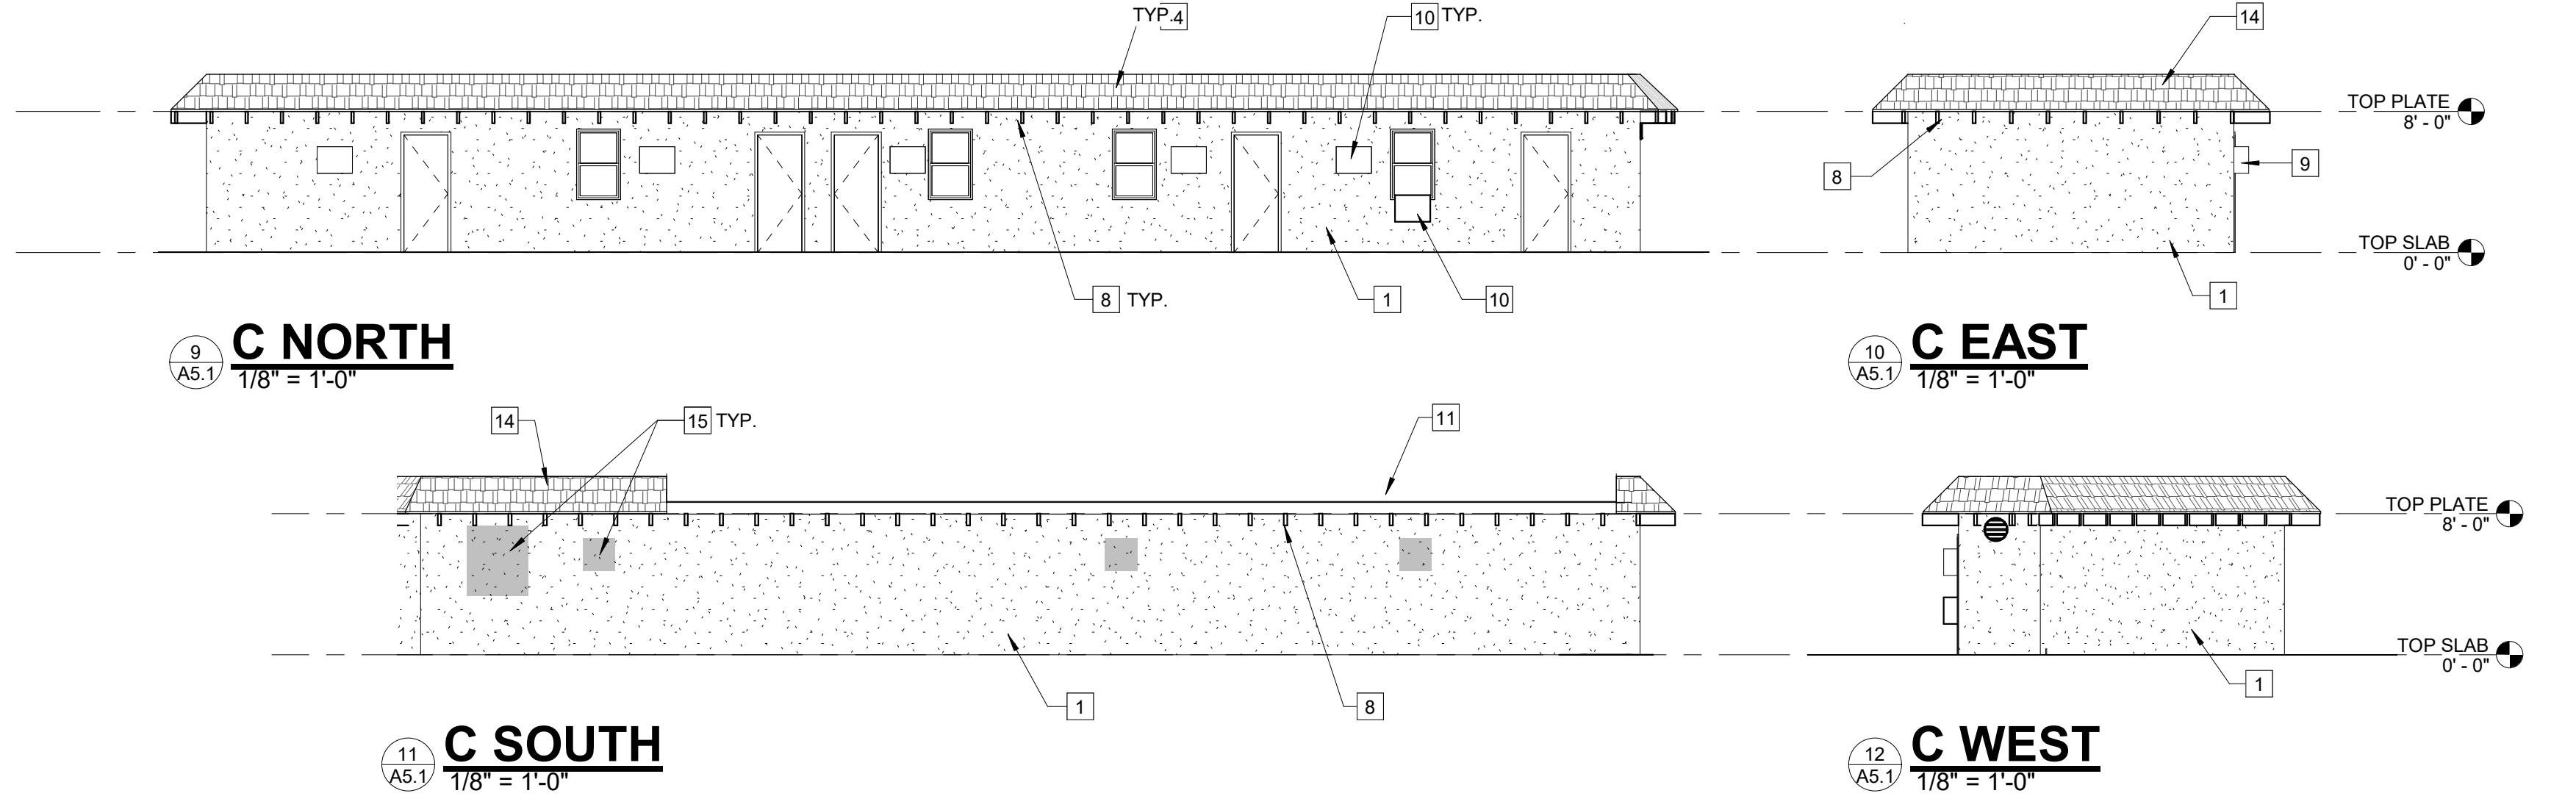 TYP.4
10 TYP.
14
TOP PLATE
8' - 0"
8
9
TOP SLAB
0' - 0"
8 TYP.
1
10
1
9
A5.1
C NORTH
1/8" = 1'-0"
10
A5.1
C EAST
1/8" = 1'-0"
14
15 TYP.
11
TOP PLATE
8' - 0"
TOP SLAB
0' - 0"
1
8
1
11
A5.1
C SOUTH
1/8" = 1'-0"
12
A5.1
C WEST
1/8" = 1'-0"